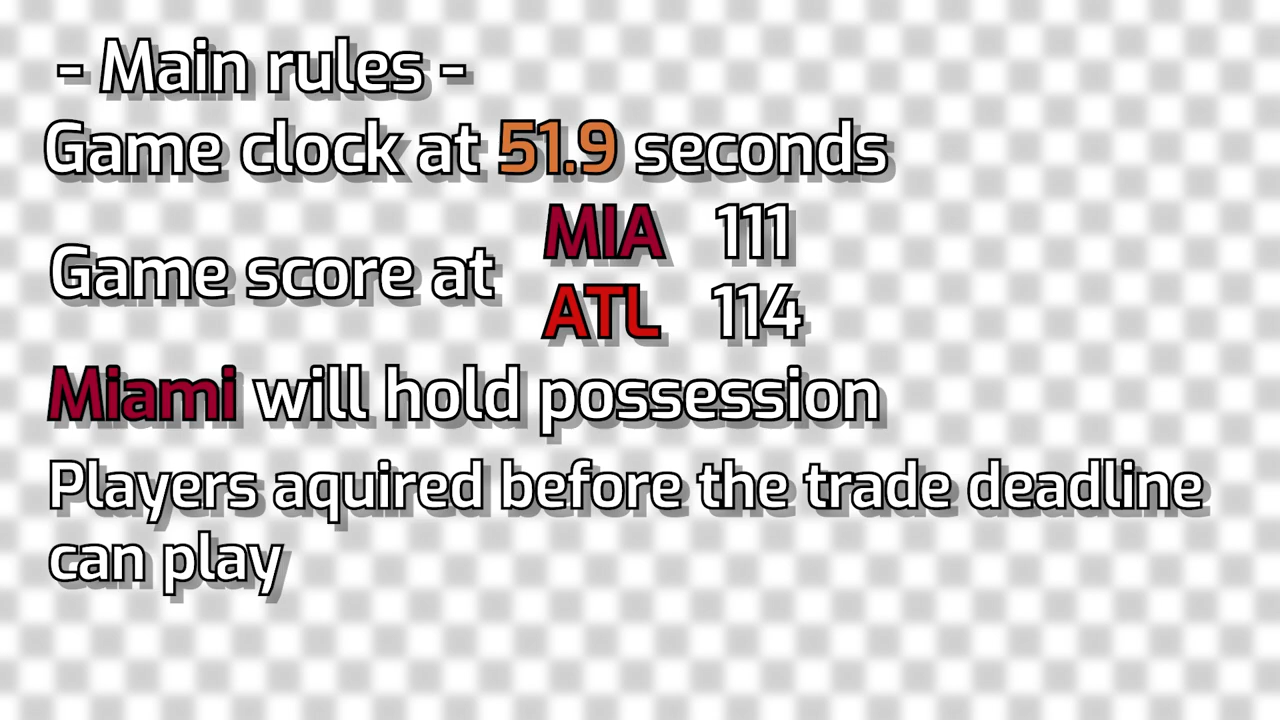 - Main rules -
Game clock at 51.9 seconds
MIA 111
Game score at
ATL 114
Miami will hold possession
Players aquired before the trade deadline
can play